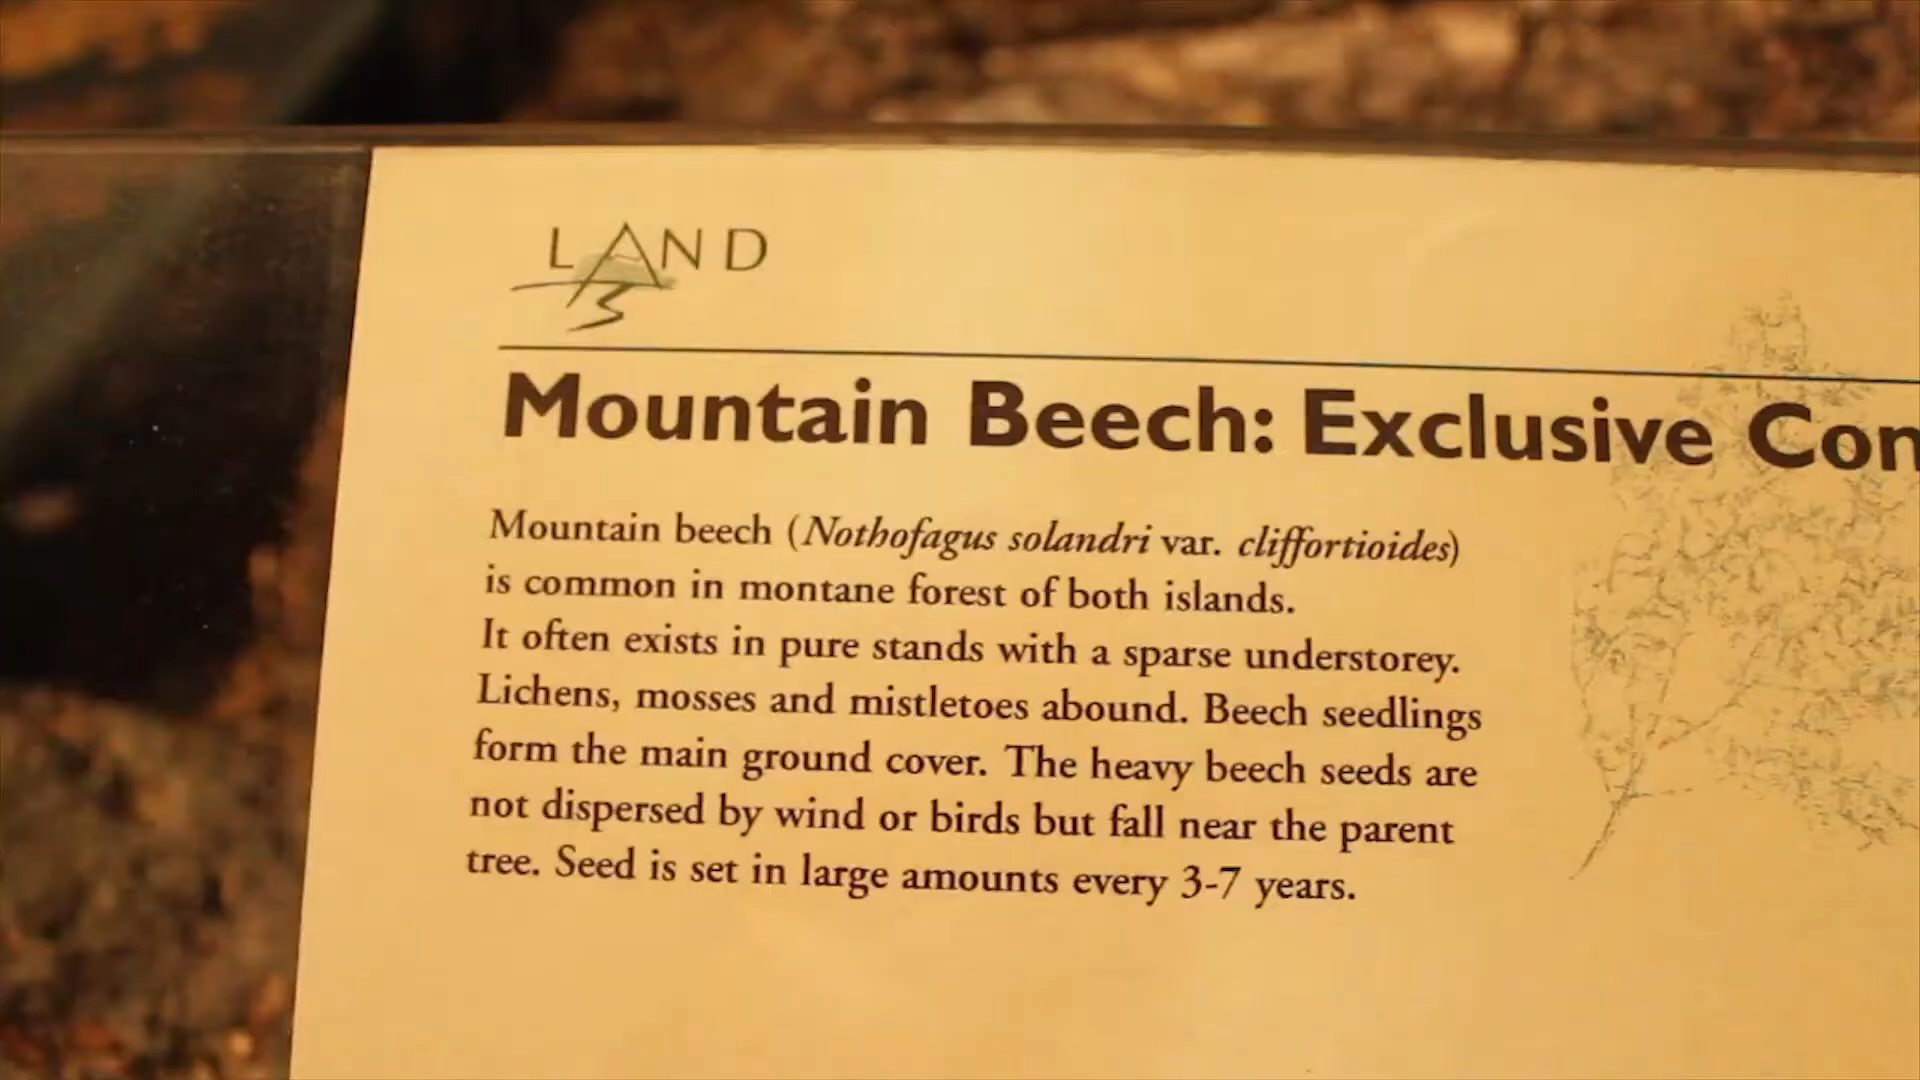 LAND
Mountain Beech: Exclusive Con
Mountain beech (Nothofagus solandri var. cliffortioides)
is common in montane forest of both islands.
It often exists in pure stands with a sparse understorey.
Lichens, mosses and mistletoes abound. Beech seedlings
form the main ground cover. The heavy beech seeds are
not dispersed by wind or birds but fall near the parent
tree. Seed is set in large amounts every 3-7 years.